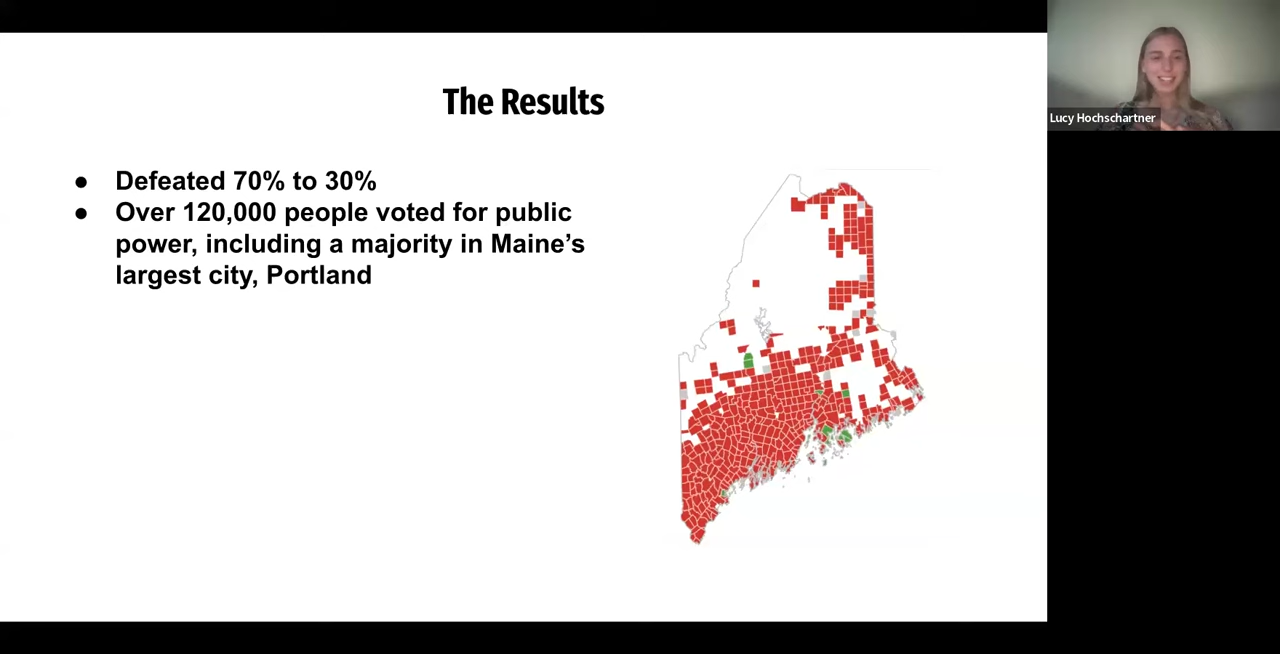 The Results
● Defeated 70% to 30%
● Over 120,000 people voted for public
power, including a majority in Maine’s
largest city, Portland
Lucy Hochschartner